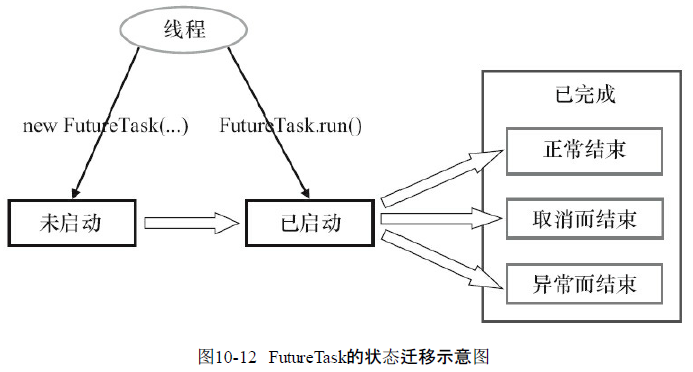 线程
new FutureTask(...)
FutureTask.run()
未启动
已启动
已完成
正常结束
取消而结束
异常而结束
图10-12 FutureTask的状态迁移示意图